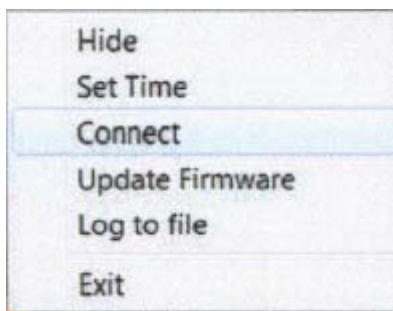 Hide
Set Time
Connect
Update Firmware
Log to file
Exit